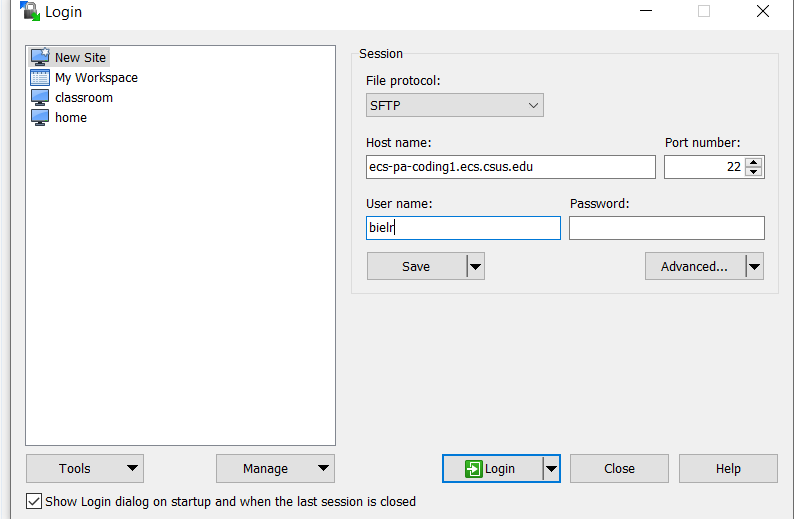 Login
New Site
My Workspace
classroom
home
Session
File protocol:
SFTP
Host name:
Port number:
ecs-pa-coding1.ecs.csus.edu
22
User name:
Password:
bielr
Save
Advanced...
Tools
Manage
Login
Close
Help
Show Login dialog on startup and when the last session is closed